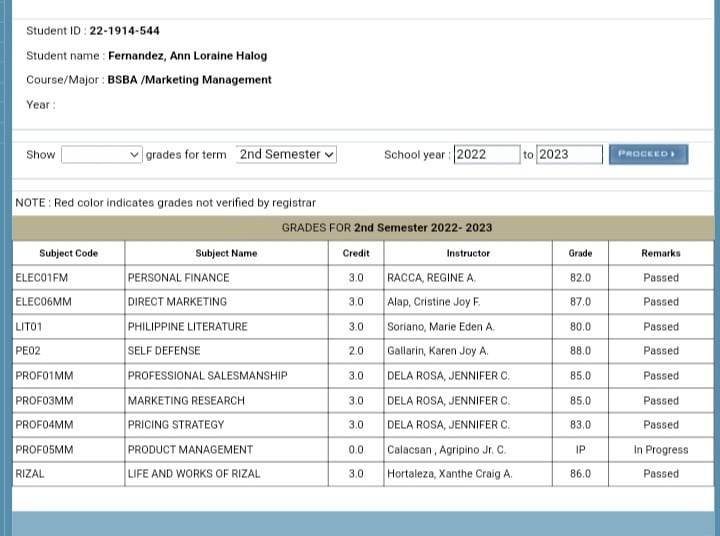 Student ID : 22-1914-544
Student name : Fernandez, Ann Loraine Halog
Course/Major : BSBA /Marketing Management
Year :
Show grades for term 2nd Semester School year : 2022 to 2023 PROCEED
NOTE : Red color indicates grades not verified by registrar
GRADES FOR 2nd Semester 2022- 2023
Subject Code Subject Name Credit Instructor Grade Remarks
ELEC01FM PERSONAL FINANCE 3.0 RACCA, REGINE A. 82.0 Passed
ELEC06MM DIRECT MARKETING 3.0 Alap, Cristine Joy F. 87.0 Passed
LIT01 PHILIPPINE LITERATURE 3.0 Soriano, Marie Eden A. 80.0 Passed
PE02 SELF DEFENSE 2.0 Gallarin, Karen Joy A. 88.0 Passed
PROF01MM PROFESSIONAL SALESMANSHIP 3.0 DELA ROSA, JENNIFER C. 85.0 Passed
PROF03MM MARKETING RESEARCH 3.0 DELA ROSA, JENNIFER C. 85.0 Passed
PROF04MM PRICING STRATEGY 3.0 DELA ROSA, JENNIFER C. 83.0 Passed
PROF05MM PRODUCT MANAGEMENT 0.0 Calacsan , Agripino Jr. C. IP In Progress
RIZAL LIFE AND WORKS OF RIZAL 3.0 Hortaleza, Xanthe Craig A. 86.0 Passed